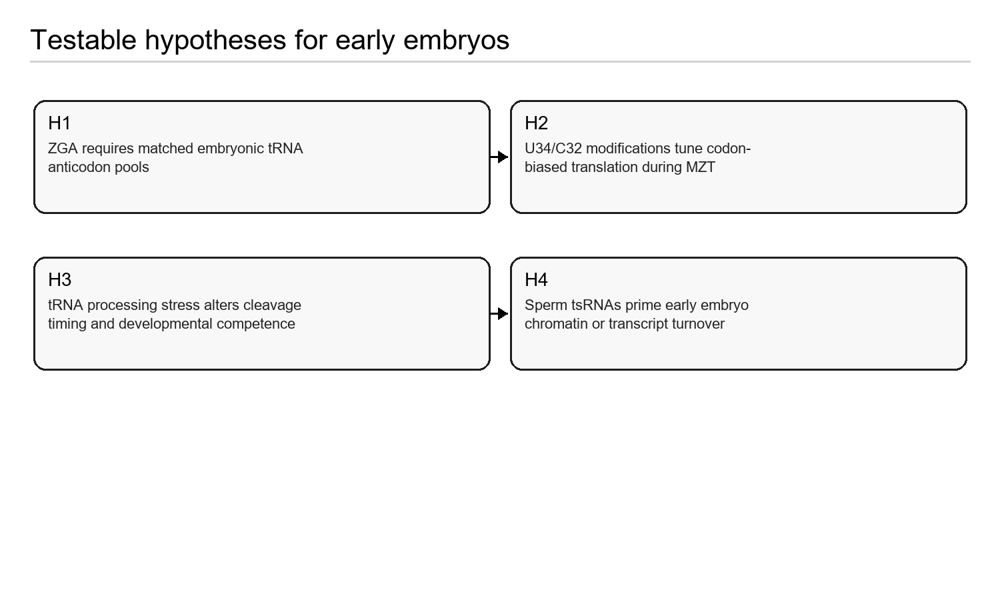 Testable hypotheses for early embryos
H1
ZGA requires matched embryonic tRNA
anticodon pools
H2
U34/C32 modifications tune codon-
biased translation during MZT
H3
tRNA processing stress alters cleavage
timing and developmental competence
H4
Sperm tsRNAs prime early embryo
chromatin or transcript turnover